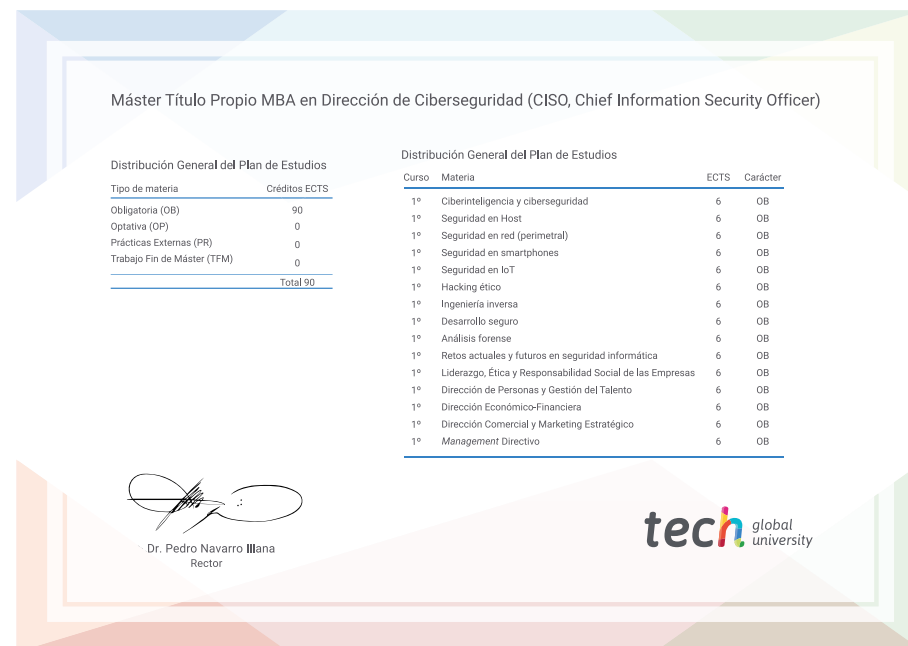 Máster Título Propio MBA en Dirección de Ciberseguridad (CISO, Chief Information Security Officer)
Distribución General del Plan de Estudios
Tipo de materia Créditos ECTS
Obligatoria (OB) 90
Optativa (OP) 0
Prácticas Externas (PR) 0
Trabajo Fin de Máster (TFM) 0
Total 90
Distribución General del Plan de Estudios
Curso Materia ECTS Carácter
1º Ciberinteligencia y ciberseguridad 6 OB
1º Seguridad en Host 6 OB
1º Seguridad en red (perimetral) 6 OB
1º Seguridad en smartphones 6 OB
1º Seguridad en IoT 6 OB
1º Hacking ético 6 OB
1º Ingeniería inversa 6 OB
1º Desarrollo seguro 6 OB
1º Análisis forense 6 OB
1º Retos actuales y futuros en seguridad informática 6 OB
1º Liderazgo, Ética y Responsabilidad Social de las Empresas 6 OB
1º Dirección de Personas y Gestión del Talento 6 OB
1º Dirección Económico-Financiera 6 OB
1º Dirección Comercial y Marketing Estratégico 6 OB
1º Management Directivo 6 OB
Dr. Pedro Navarro Illana
Rector
tech global
university